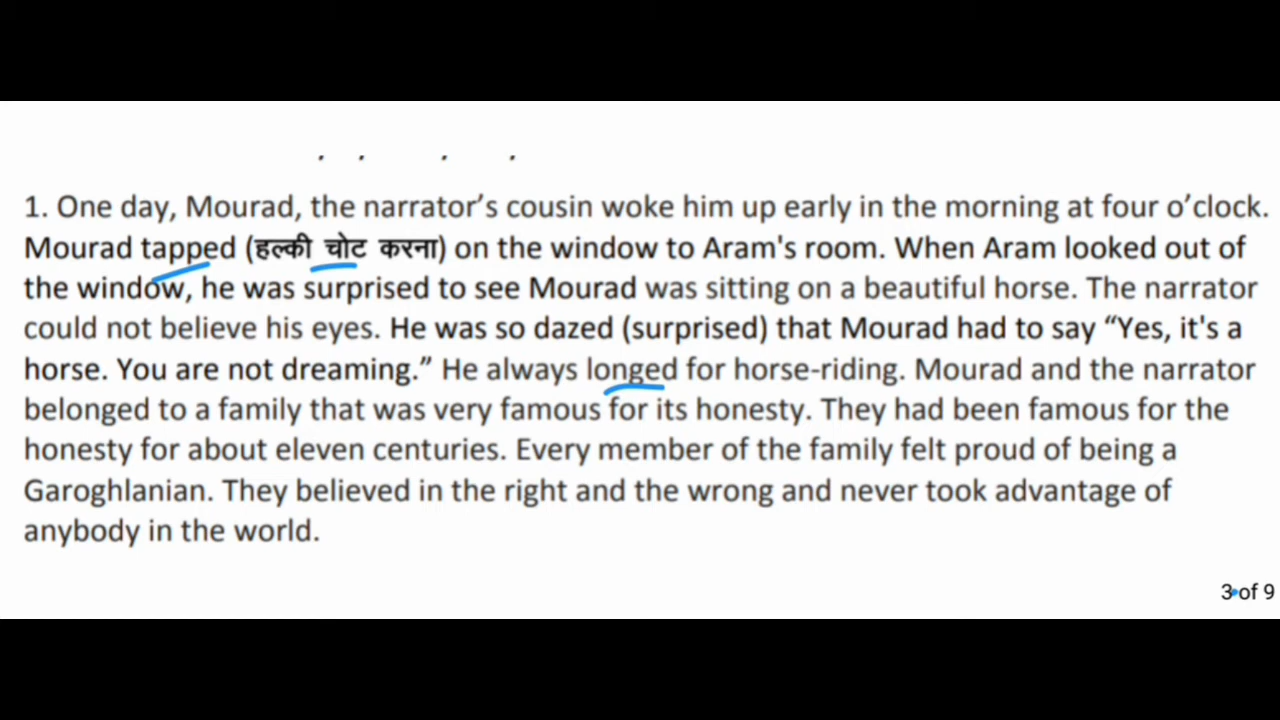 1. One day, Mourad, the narrator's cousin woke him up early in the morning at four o'clock.
Mourad tapped (हल्की चोट करना) on the window to Aram's room. When Aram looked out of
the window, he was surprised to see Mourad was sitting on a beautiful horse. The narrator
could not believe his eyes. He was so dazed (surprised) that Mourad had to say “Yes, it's a
horse. You are not dreaming.” He always longed for horse-riding. Mourad and the narrator
belonged to a family that was very famous for its honesty. They had been famous for the
honesty for about eleven centuries. Every member of the family felt proud of being a
Garoghlanian. They believed in the right and the wrong and never took advantage of
anybody in the world.
3 of 9